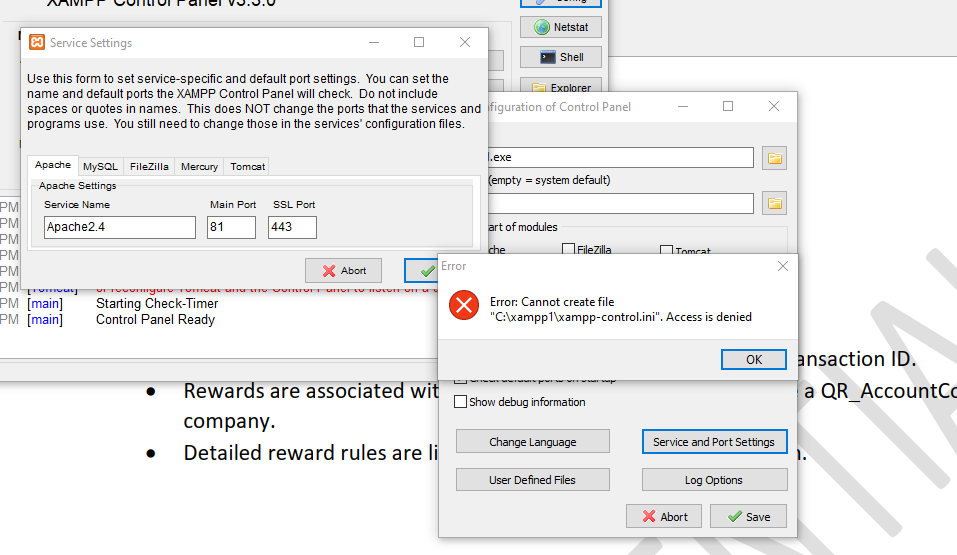 XAMPP Control Panel v3.3.0
Config
Netstat
Shell
Explorer
Service Settings
Use this form to set service-specific and default port settings. You can set the
name and default ports the XAMPP Control Panel will check. Do not include
spaces or quotes in names. This does NOT change the ports that the services and
programs use. You still need to change those in the services' configuration files.
Apache MySQL FileZilla Mercury Tomcat
Apache Settings
Service Name Main Port SSL Port
Apache2.4 81 443
Abort
figuration of Control Panel
.exe
(empty = system default)
art of modules
che FileZilla Tomcat
Error
Error: Cannot create file
"C:\xampp1\xampp-control.ini". Access is denied
OK
PM
PM
PM
PM
PM
PM [Tomcat] or reconfigure Tomcat and the Control Panel to listen on a
PM [main] Starting Check-Timer
PM [main] Control Panel Ready
Check default ports on startup
Show debug information
Change Language Service and Port Settings
User Defined Files Log Options
Abort Save
ansaction ID.
• Rewards are associated wit a QR_AccountCo
company.
• Detailed reward rules are li n.
NTIA